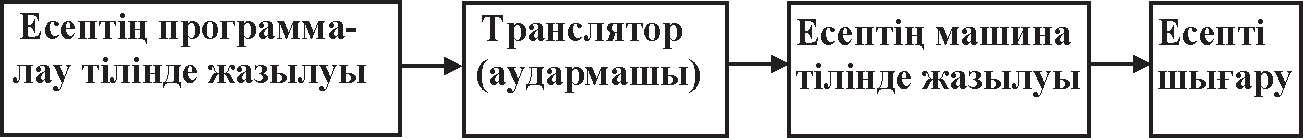 Есептің программа-
лау тілінде жазылуы
Транслятор
(аудармашы)
Есептің машина
тілінде жазылуы
Есепті
шығару